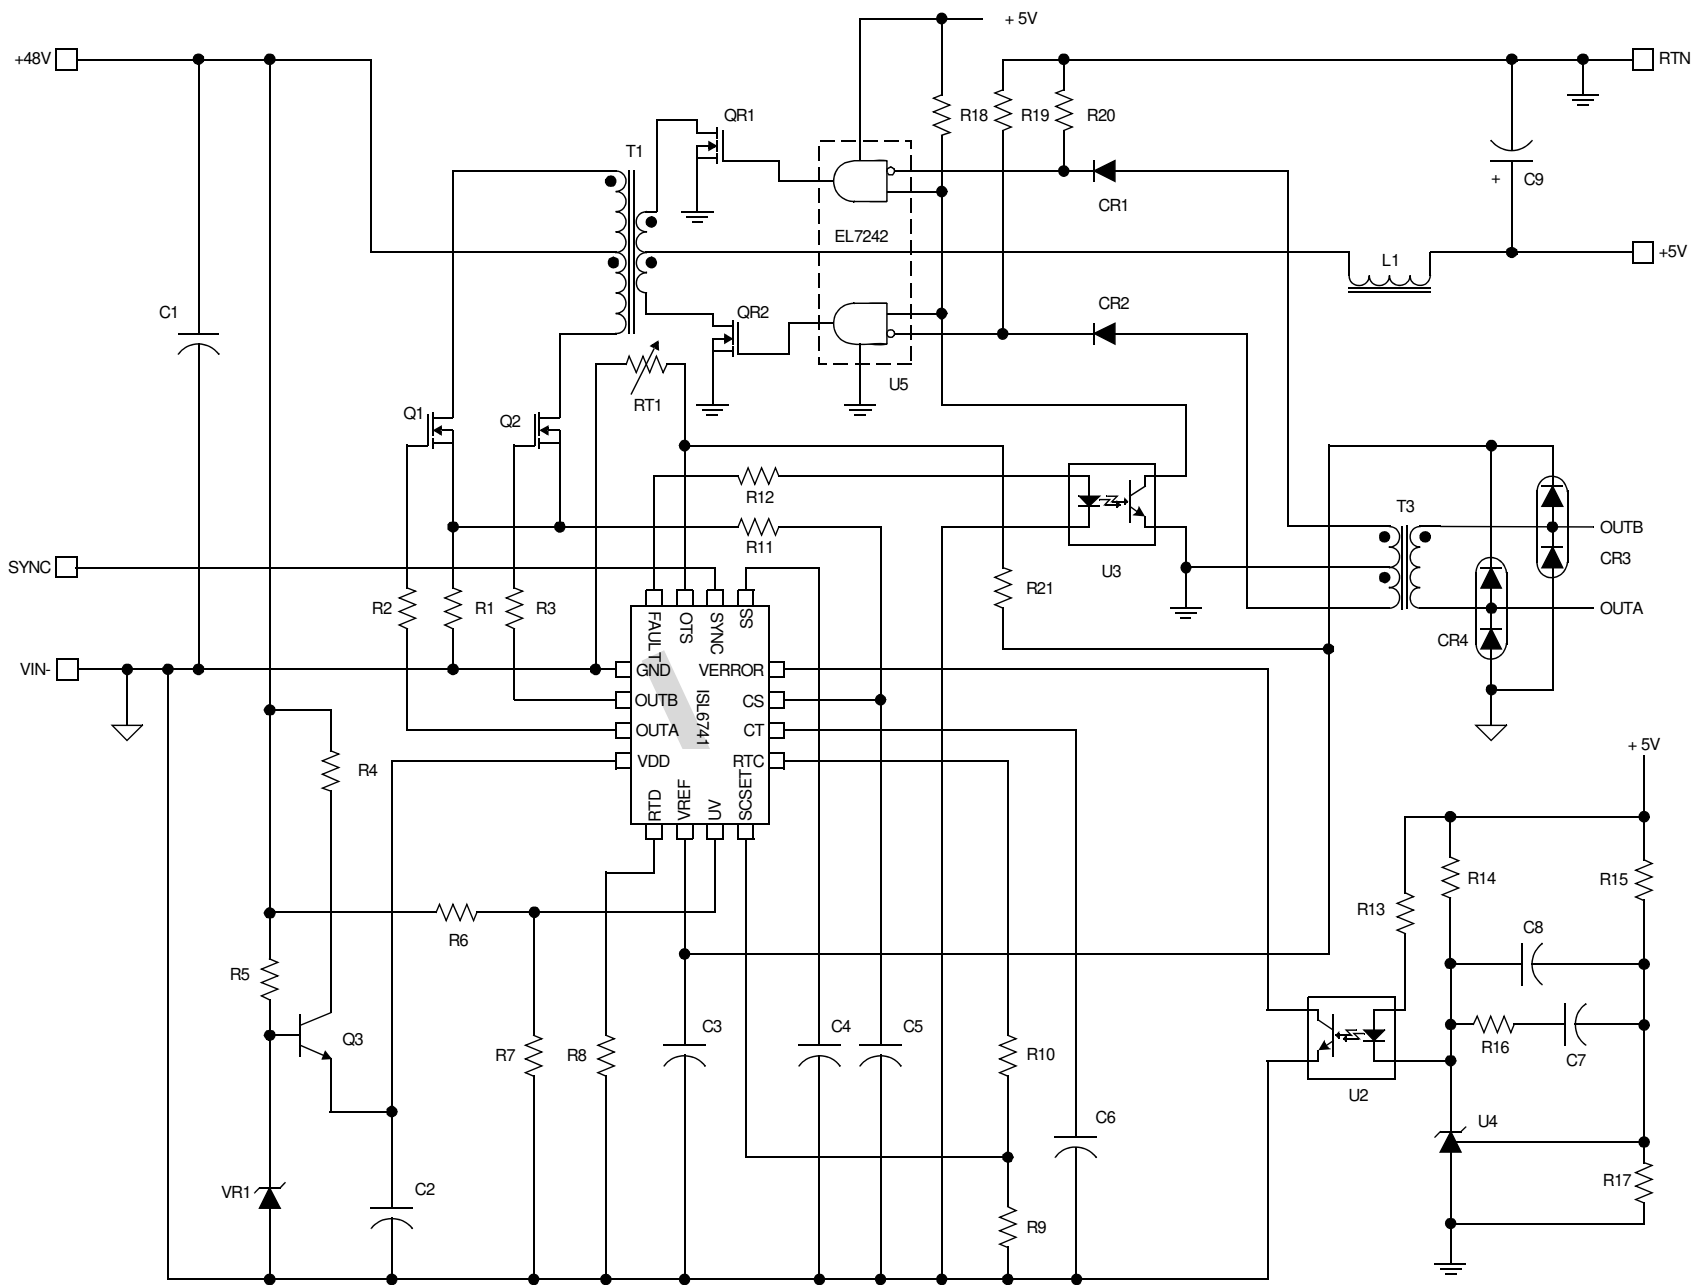 + 5V
+48V
RTN
QR1
R18
R19
R20
T1
+
C9
CR1
EL7242
L1
+5V
C1
QR2
CR2
U5
RT1
Q1
Q2
R12
T3
OUTB
R11
CR3
SYNC
U3
R21
R2
R1
R3
OUTA
FAULT
OTS
SYNC
SS
CR4
VIN-
GND
VERROR
OUTB
ISL6741
CS
OUTA
CT
VDD
RTC
R4
RTD
VREF
UV
SCSET
+ 5V
R14
R15
R13
R6
C8
R5
Q3
R7
R8
C3
C4
C5
R10
R16
C7
U2
C6
U4
VR1
C2
R17
R9